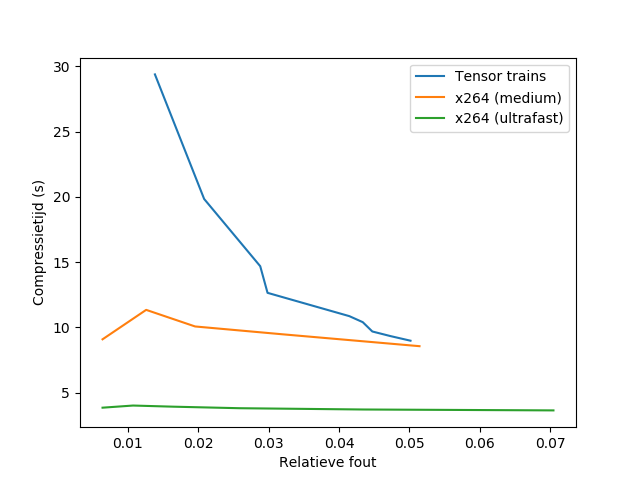 Tensor trains
x264 (medium)
x264 (ultrafast)
30
25
20
15
10
5
Compressietijd (s)
0.01 0.02 0.03 0.04 0.05 0.06 0.07
Relatieve fout